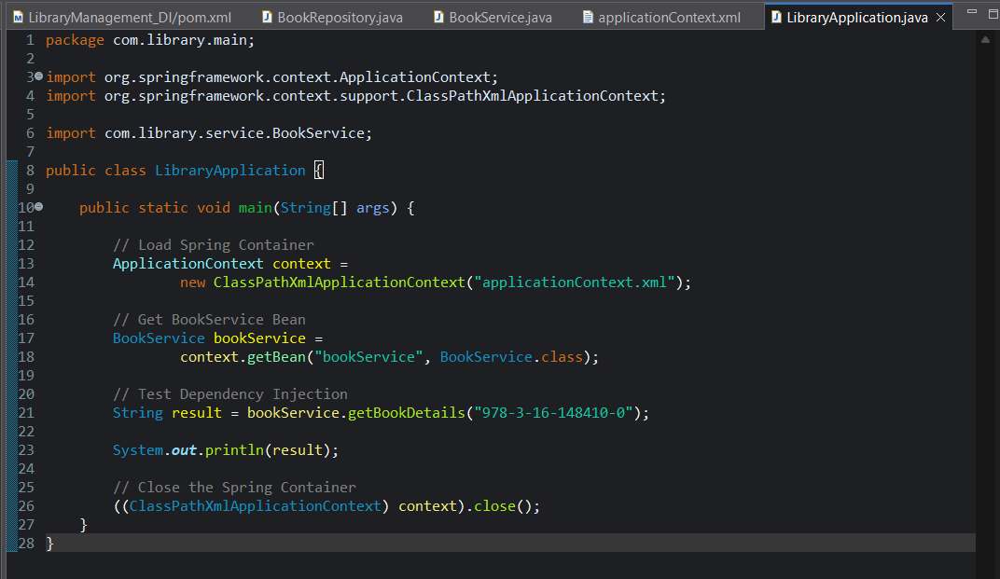 LibraryManagement_DI/pom.xml BookRepository.java BookService.java applicationContext.xml LibraryApplication.java
1 package com.library.main;
2
3 import org.springframework.context.ApplicationContext;
4 import org.springframework.context.support.ClassPathXmlApplicationContext;
5
6 import com.library.service.BookService;
7
8 public class LibraryApplication {
9
10     public static void main(String[] args) {
11
12         // Load Spring Container
13         ApplicationContext context =
14                 new ClassPathXmlApplicationContext("applicationContext.xml");
15
16         // Get BookService Bean
17         BookService bookService =
18                 context.getBean("bookService", BookService.class);
19
20         // Test Dependency Injection
21         String result = bookService.getBookDetails("978-3-16-148410-0");
22
23         System.out.println(result);
24
25         // Close the Spring Container
26         ((ClassPathXmlApplicationContext) context).close();
27     }
28 }